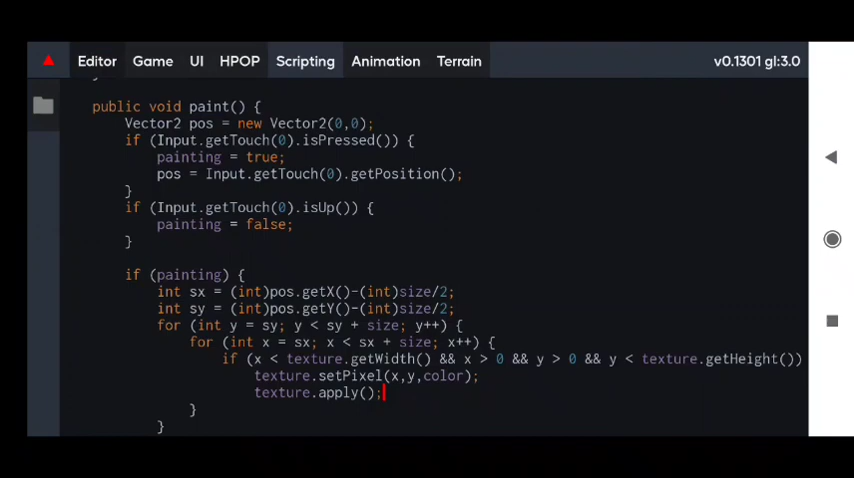 Editor Game UI HPOP Scripting Animation Terrain v0.1301 gl:3.0
public void paint() {
Vector2 pos = new Vector2(0,0);
if (Input.getTouch(0).isPressed()) {
painting = true;
pos = Input.getTouch(0).getPosition();
}
if (Input.getTouch(0).isUp()) {
painting = false;
}
if (painting) {
int sx = (int)pos.getX()-(int)size/2;
int sy = (int)pos.getY()-(int)size/2;
for (int y = sy; y < sy + size; y++) {
for (int x = sx; x < sx + size; x++) {
if (x < texture.getWidth() && x > 0 && y > 0 && y < texture.getHeight())
texture.setPixel(x,y,color);
texture.apply();
}
}